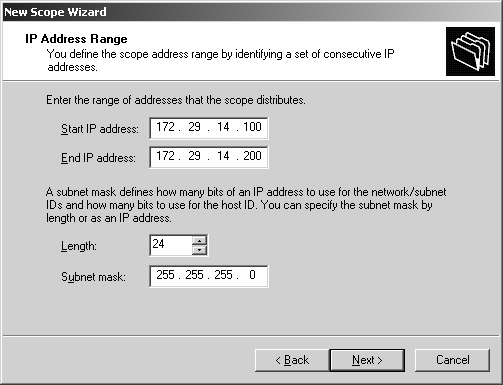 New Scope Wizard
IP Address Range
You define the scope address range by identifying a set of consecutive IP
addresses.
Enter the range of addresses that the scope distributes.
Start IP address: 172 . 29 . 14 . 100
End IP address: 172 . 29 . 14 . 200
A subnet mask defines how many bits of an IP address to use for the network/subnet
IDs and how many bits to use for the host ID. You can specify the subnet mask by
length or as an IP address.
Length: 24
Subnet mask: 255 . 255 . 255 . 0
< Back Next > Cancel